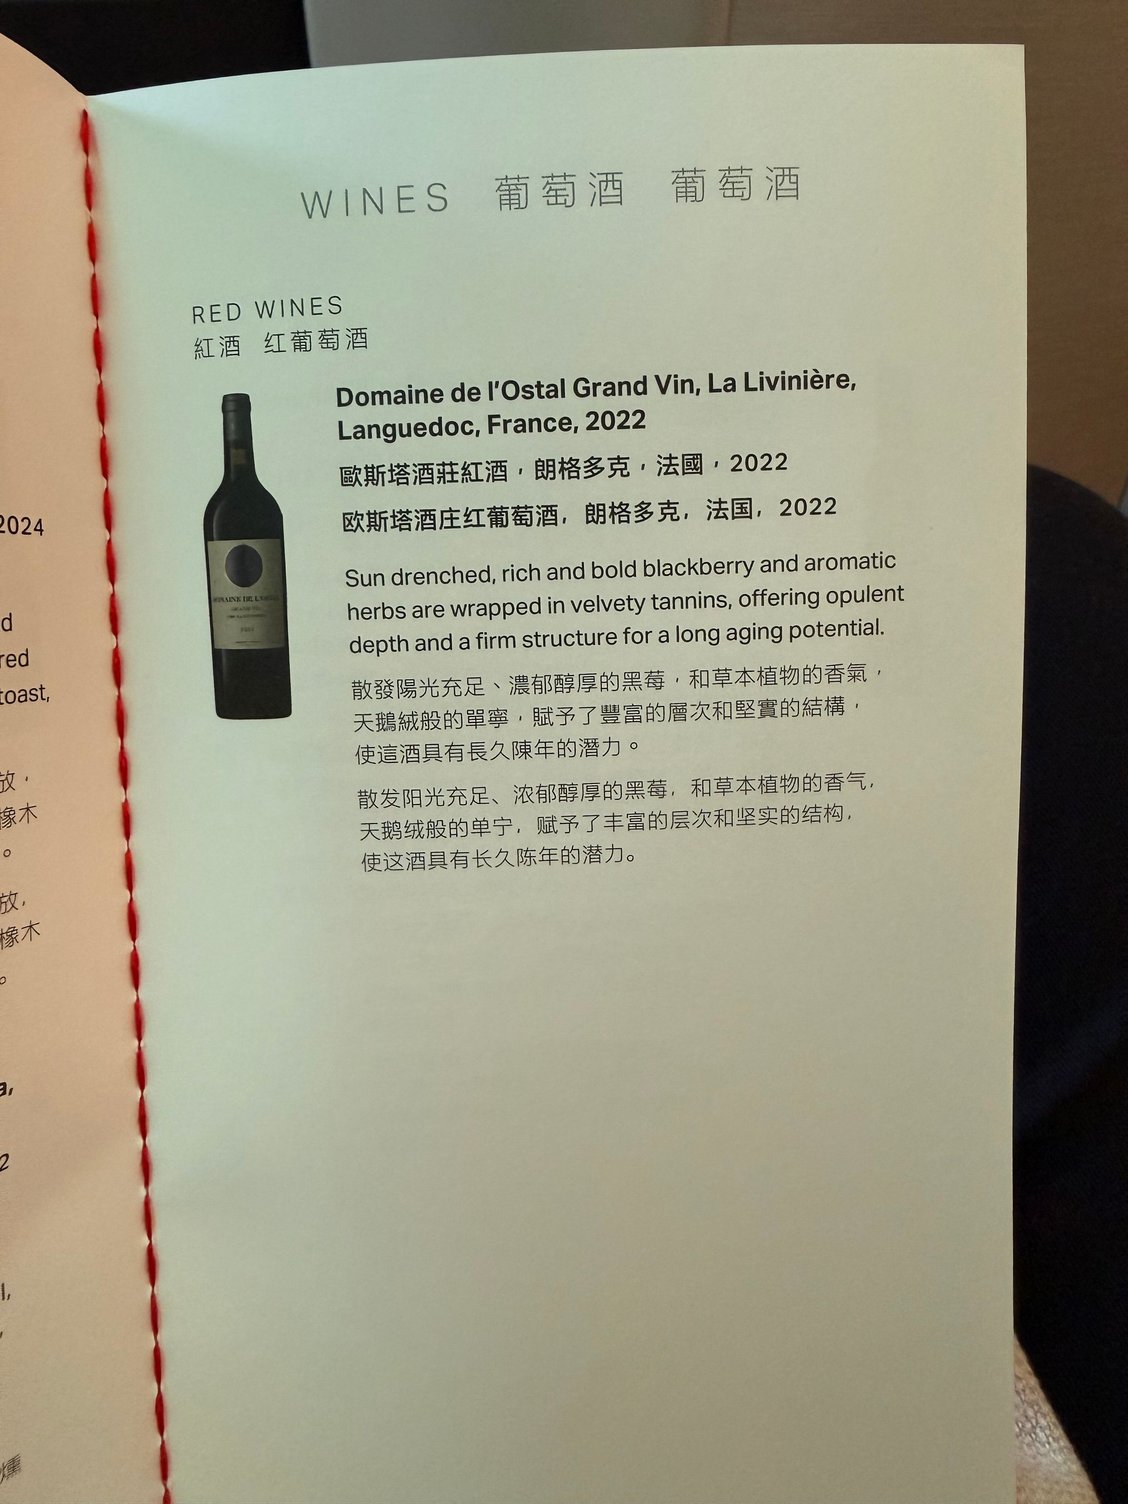 2024
red
toast,
放，
橡木
。
放，
橡木
。
WINES 葡萄酒 葡萄酒
RED WINES
紅酒 红葡萄酒
Domaine de l'Ostal Grand Vin, La Livinière,
Languedoc, France, 2022
歐斯塔酒莊紅酒，朗格多克，法國，2022
欧斯塔酒庄红葡萄酒，朗格多克，法国，2022
Sun drenched, rich and bold blackberry and aromatic
herbs are wrapped in velvety tannins, offering opulent
depth and a firm structure for a long aging potential.
散發陽光充足、濃郁醇厚的黑莓，和草本植物的香氣，
天鵝絨般的單寧，賦予了豐富的層次和堅實的結構，
使這酒具有長久陳年的潛力。
散发阳光充足、浓郁醇厚的黑莓，和草本植物的香气，
天鹅绒般的单宁，赋予了丰富的层次和坚实的结构，
使这酒具有长久陈年的潜力。